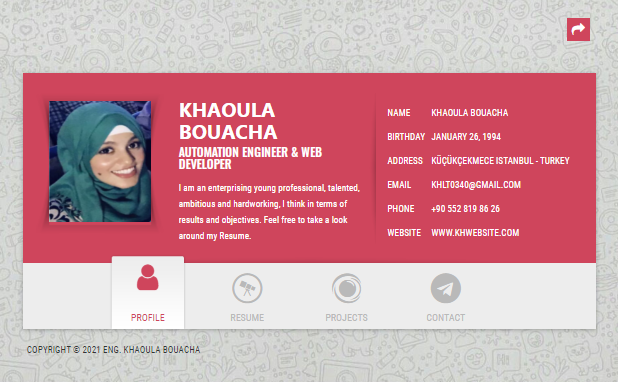 KHAOULA
BOUACHA
AUTOMATION ENGINEER & WEB
DEVELOPER
I am an enterprising young professional, talented,
ambitious and hardworking, I think in terms of
results and objectives. Feel free to take a look
around my Resume.
NAME KHAOULA BOUACHA
BIRTHDAY JANUARY 26, 1994
ADDRESS KÜÇÜKÇEKMECE ISTANBUL - TURKEY
EMAIL KHLT0340@GMAIL.COM
PHONE +90 552 819 86 26
WEBSITE WWW.KHWEBSITE.COM
PROFILE RESUME PROJECTS CONTACT
COPYRIGHT © 2021 ENG. KHAOULA BOUACHA